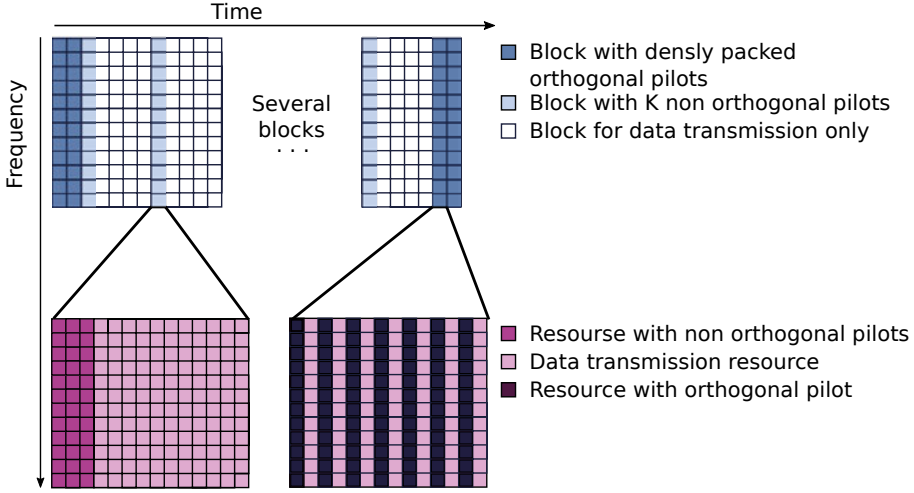 Time
Frequency
Several
blocks
. . .
Block with densly packed
orthogonal pilots
Block with K non orthogonal pilots
Block for data transmission only
Resourse with non orthogonal pilots
Data transmission resource
Resource with orthogonal pilot